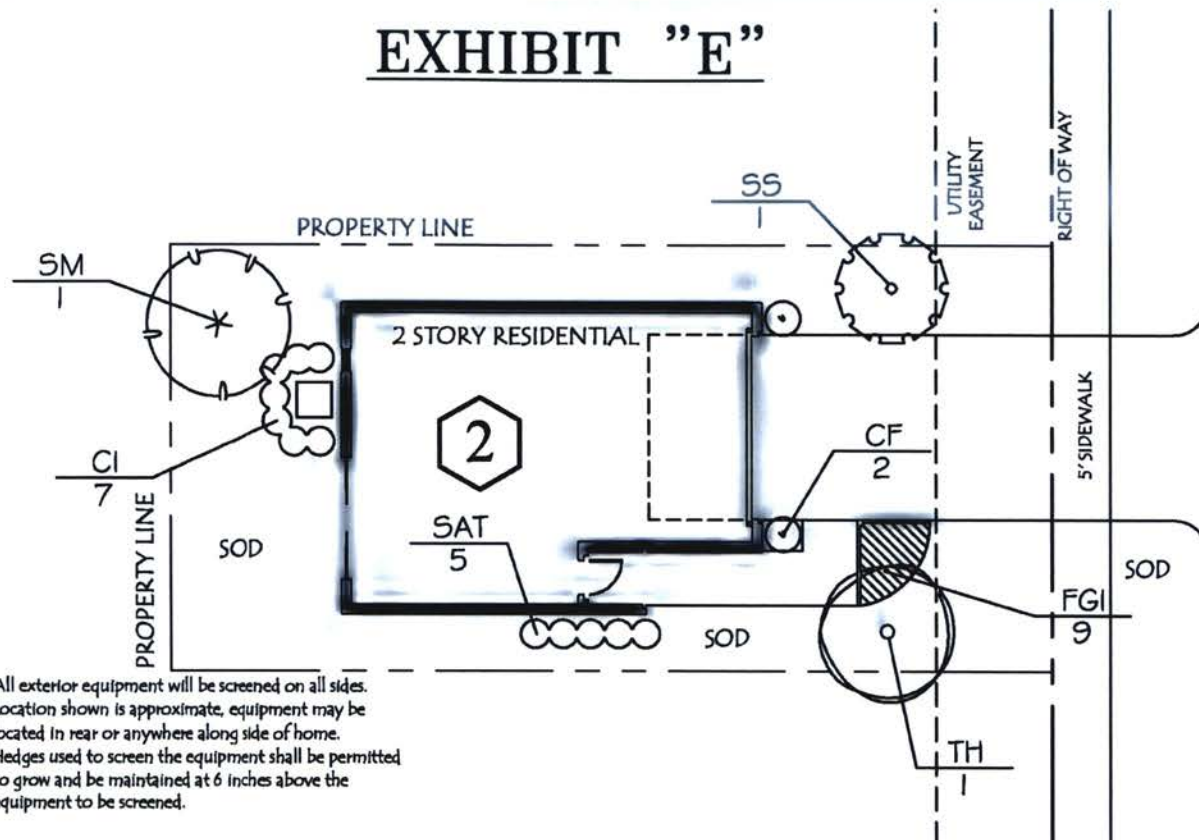 EXHIBIT "E"
UTILITY
EASEMENT
RIGHT OF WAY
SS
1
PROPERTY LINE
SM
1
2 STORY RESIDENTIAL
2
CF
2
5' SIDEWALK
CI
7
PROPERTY LINE
SOD
SAT
5
SOD
SOD
FGI
9
TH
1
All exterior equipment will be screened on all sides.
ocation shown is approximate, equipment may be
ocated in rear or anywhere along side of home.
Hedges used to screen the equipment shall be permitted
o grow and be maintained at 6 inches above the
quipment to be screened.